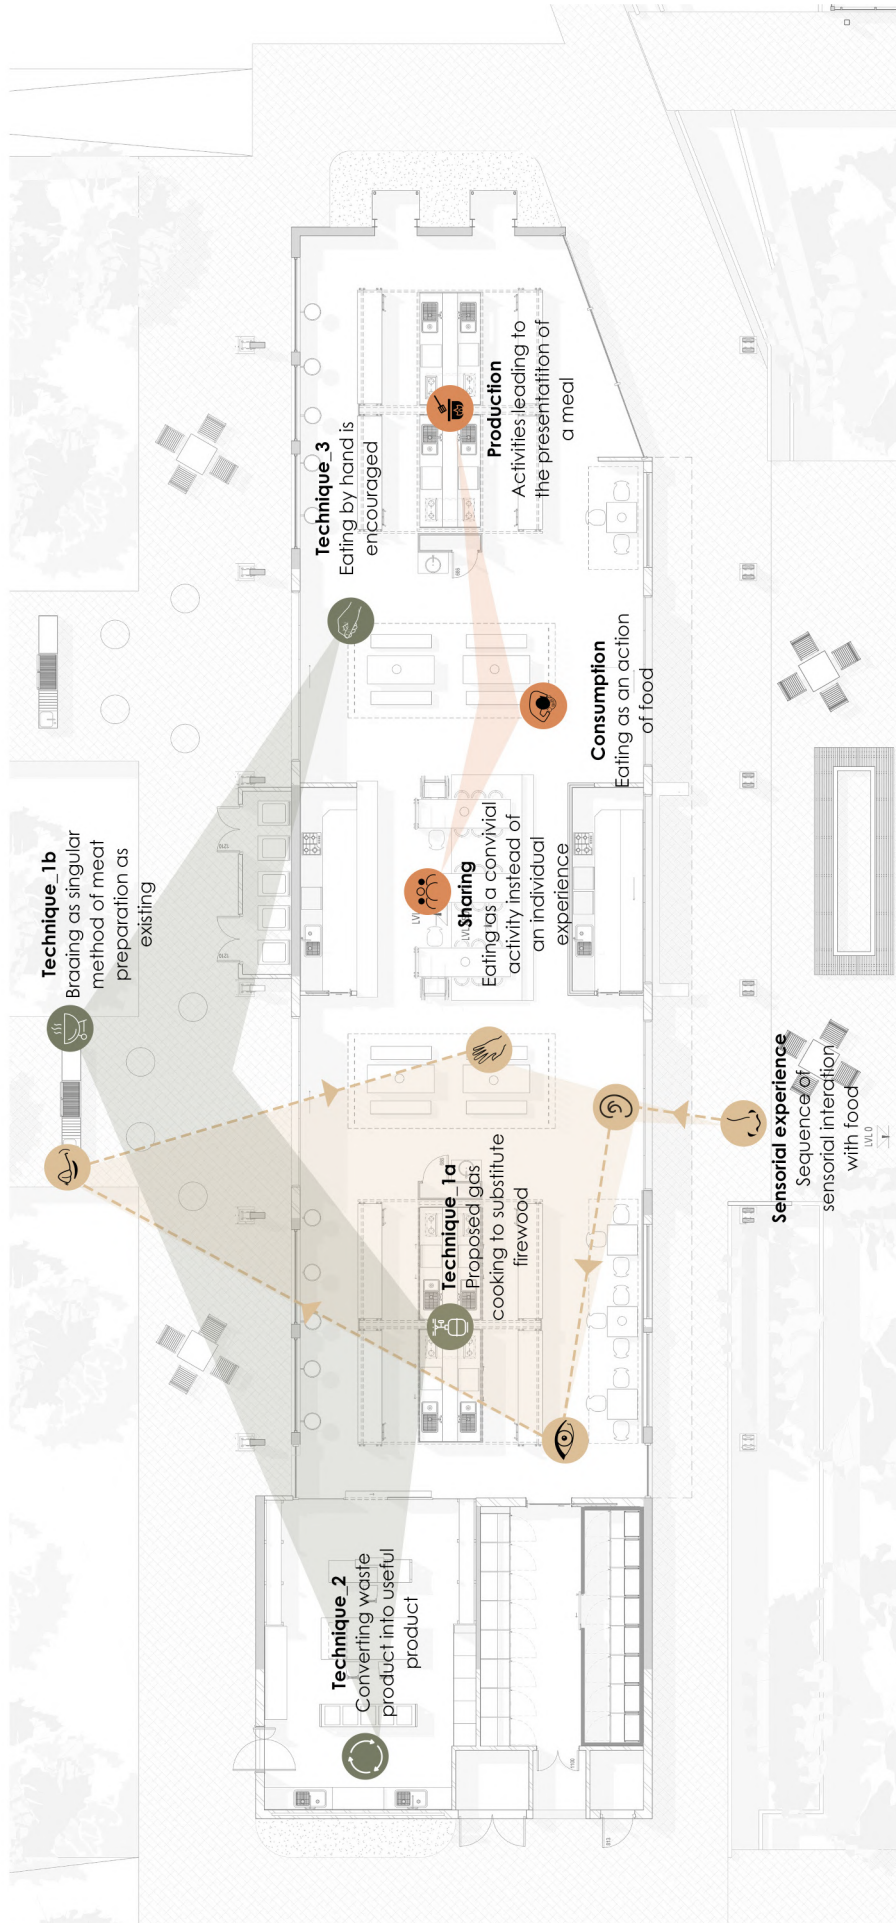 Technique_1b
Braaing as singular
method of meat
preparation as
existing
Technique_3
Eating by hand is
encouraged
Production
Activities leading to
the presentatiton of
a meal
Consumption
Eating as an action
of food
Sharing
Eating as a convivial
activity instead of
an individual
experience
Technique_1a
Proposed gas
cooking to substitute
firewood
Technique_2
Converting waste
product into useful
product
Sensorial experience
Sequence of
sensorial interation
with food
LVL 0